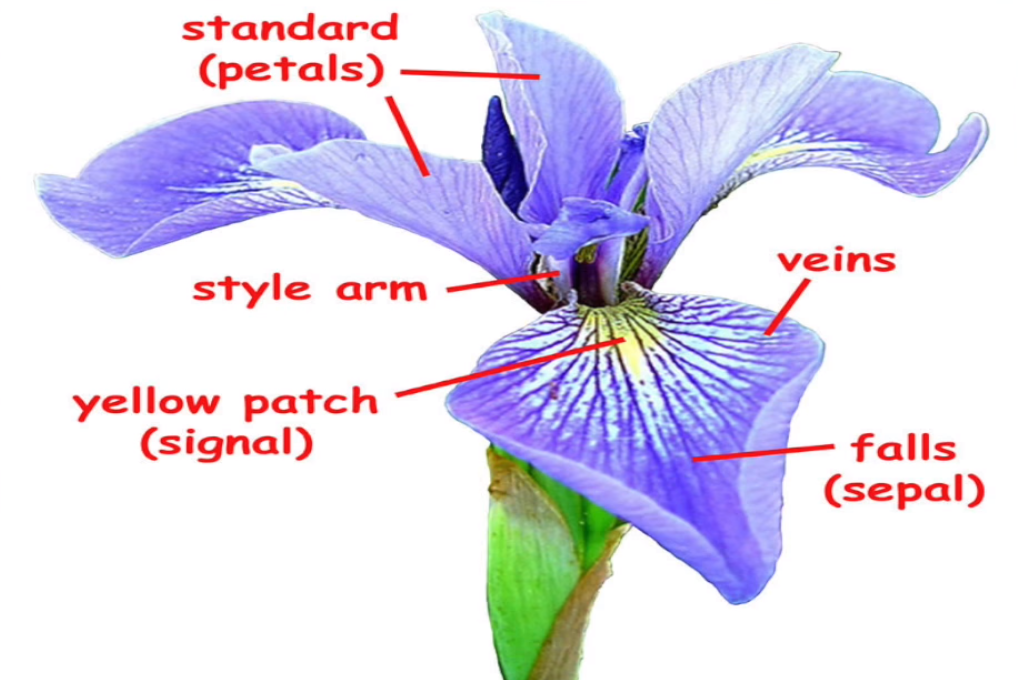 standard
(petals)
style arm
veins
yellow patch
(signal)
falls
(sepal)